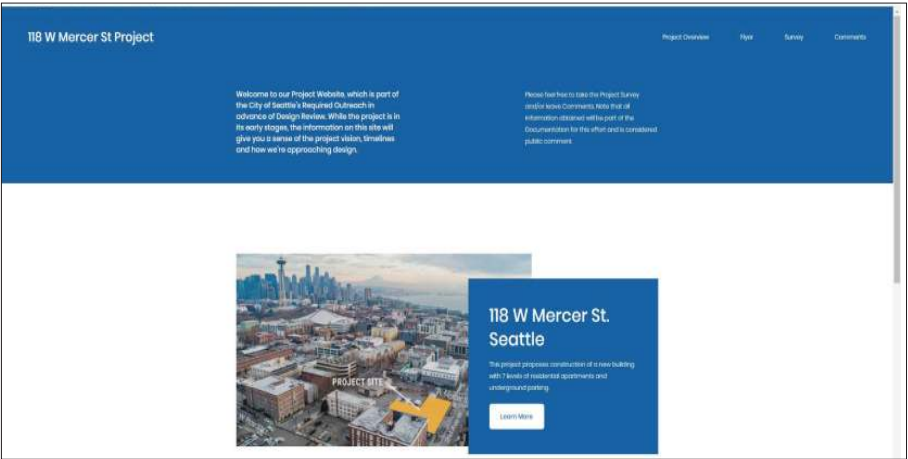 118 W Mercer St Project
Project Overview Flyer Survey Comments
Welcome to our Project Website, which is part of
the City of Seattle's Required Outreach in
advance of Design Review. While the project is in
its early stages, the information on this site will
give you a sense of the project vision, timelines
and how we're approaching design.
Please feel free to take the Project Survey
and/or leave Comments. Note that all
information obtained will be part of the
Documentation for this effort and is considered
public comment.
PROJECT SITE
118 W Mercer St.
Seattle
This project proposes construction of a new building
with 7 levels of residential apartments and
underground parking.
Learn More